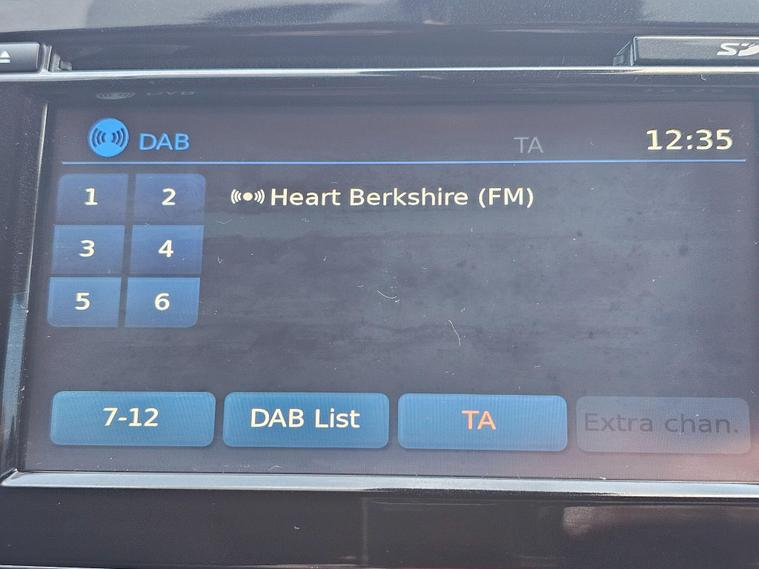 SD
DAB
TA
12:35
1
2
Heart Berkshire (FM)
3
4
5
6
7-12
DAB List
TA
Extra chan.